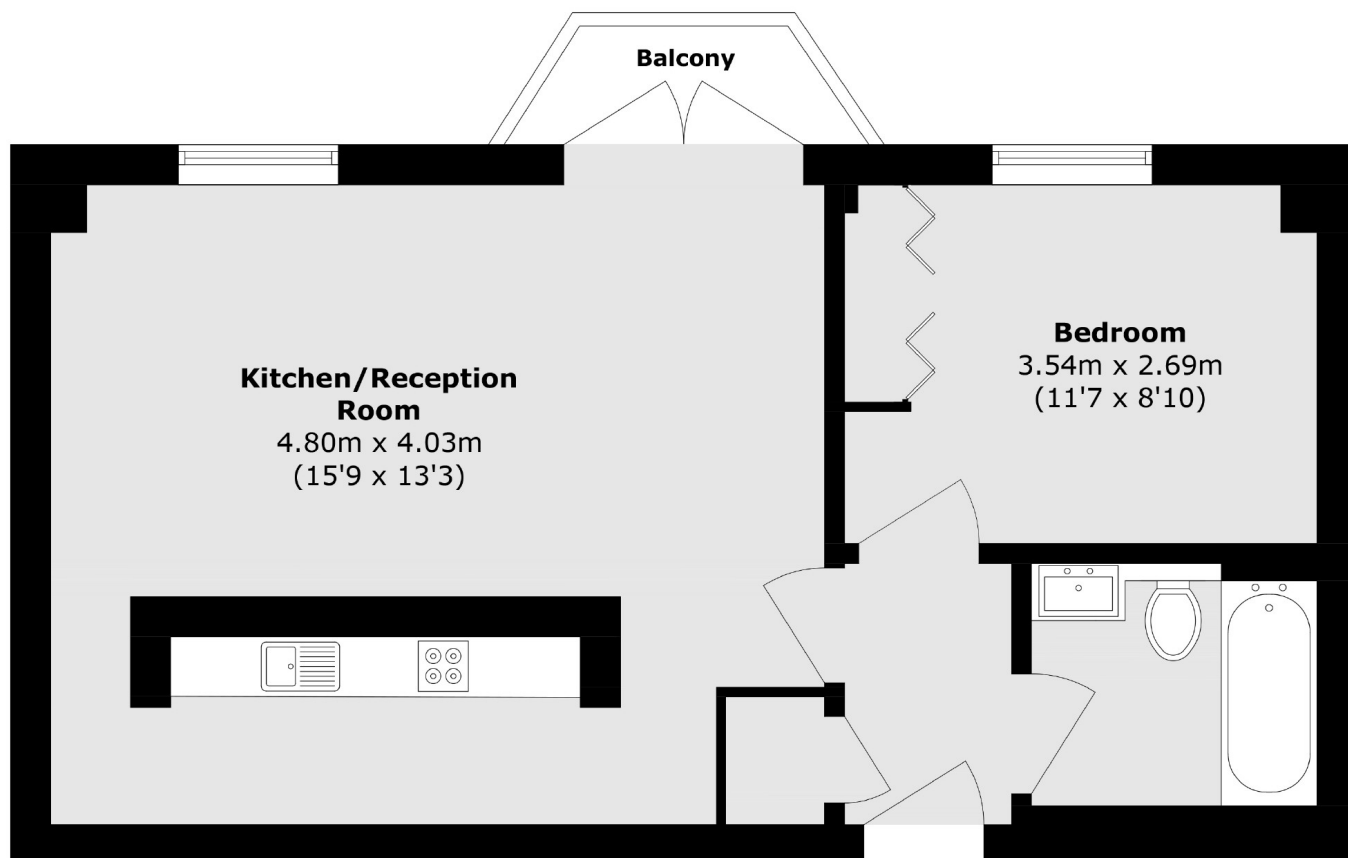 Balcony
Kitchen/Reception
Room
4.80m x 4.03m
(15'9 x 13'3)
Bedroom
3.54m x 2.69m
(11'7 x 8'10)